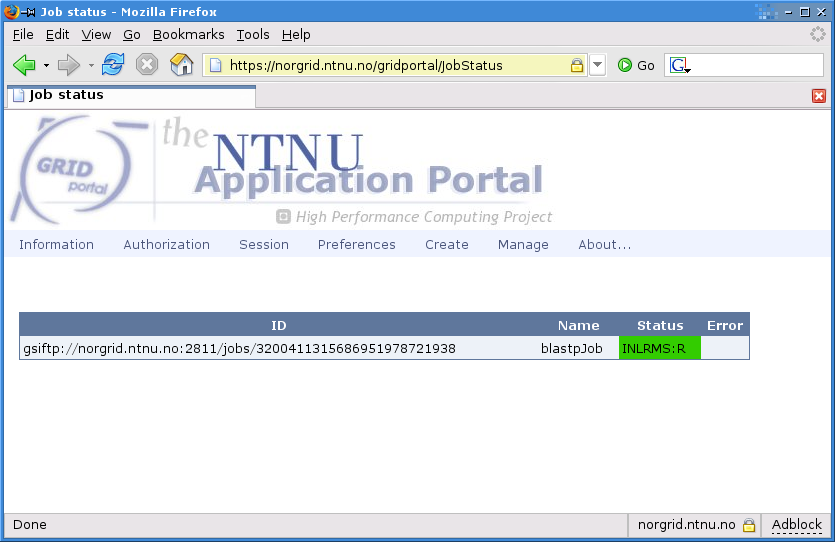 Job status - Mozilla Firefox
File Edit View Go Bookmarks Tools Help
https://norgrid.ntnu.no/gridportal/JobStatus Go G
Job status
GRID portal
the NTNU
Application Portal
High Performance Computing Project
Information Authorization Session Preferences Create Manage About...
ID Name Status Error
gsiftp://norgrid.ntnu.no:2811/jobs/3200411315686951978721938 blastpJob INLRMS:R
Done norgrid.ntnu.no Adblock